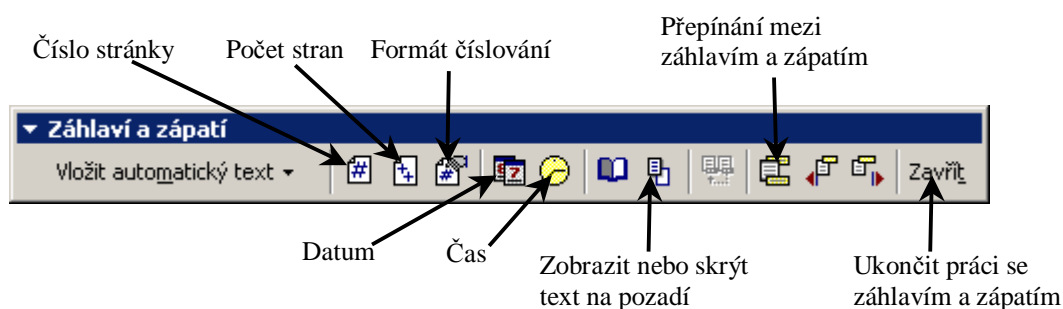 Přepínání mezi
záhlavím a zápatím
Číslo stránky
Počet stran
Formát číslování
Záhlaví a zápatí
Vložit automatický text
Zavřít
Datum
Čas
Zobrazit nebo skrýt
text na pozadí
Ukončit práci se
záhlavím a zápatím